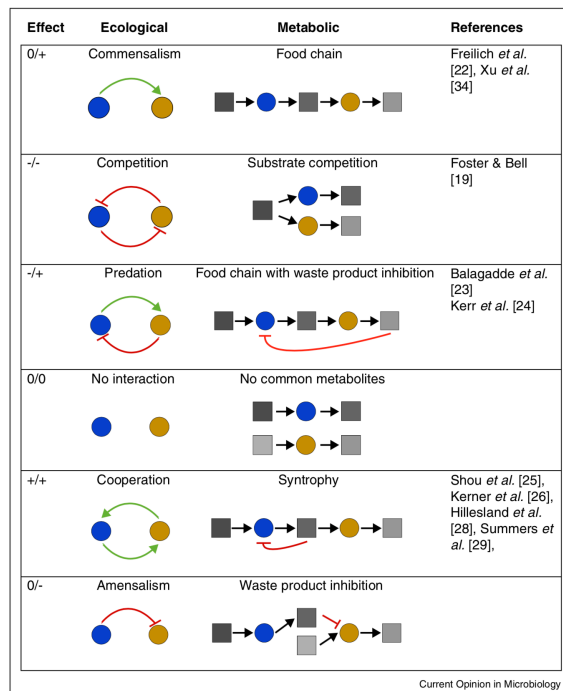 Effect Ecological Metabolic References
0/+ Commensalism Food chain Freilich et al.
[22], Xu et al.
[34]
-/- Competition Substrate competition Foster & Bell
[19]
-/+ Predation Food chain with waste product inhibition Balagadde et al.
[23]
Kerr et al. [24]
0/0 No interaction No common metabolites
+/+ Cooperation Syntrophy Shou et al. [25],
Kerner et al. [26],
Hillesland et al.
[28], Summers et
al. [29],
0/- Amensalism Waste product inhibition
Current Opinion in Microbiology